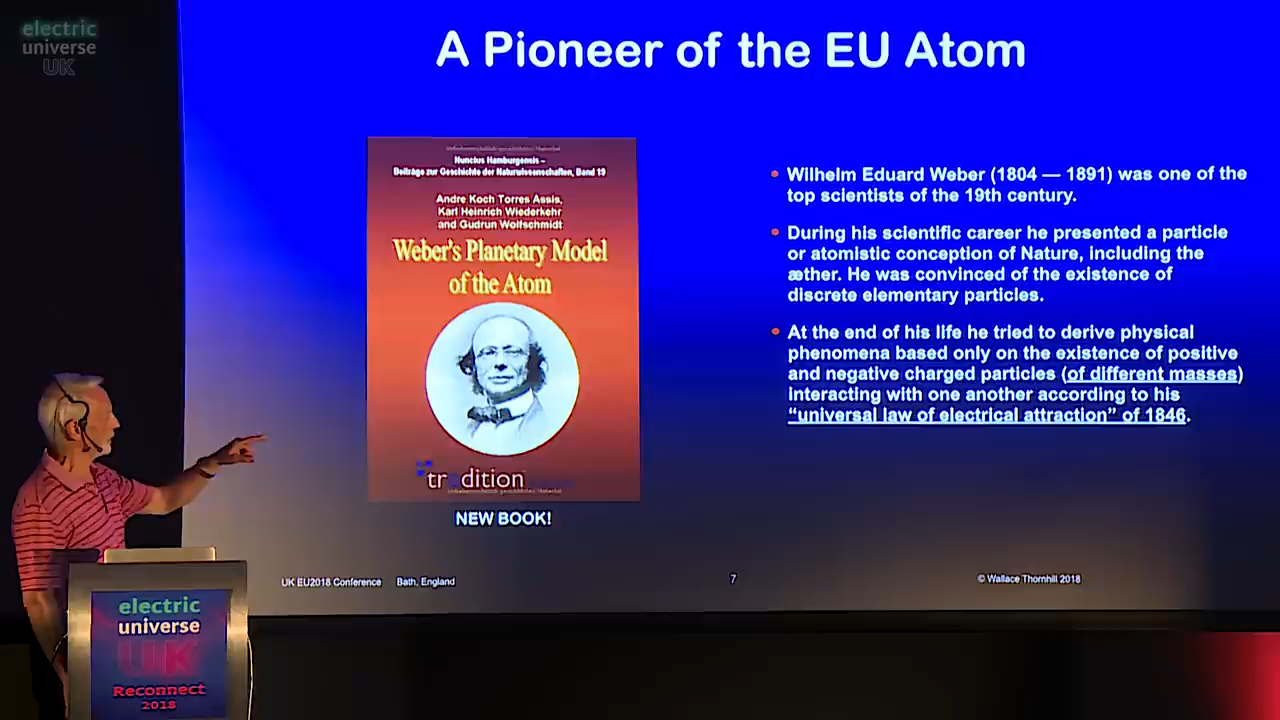 electric
universe
UK
A Pioneer of the EU Atom
Nuncius Hamburgensis –
Beiträge zur Geschichte der Naturwissenschaften, Band 19
Andre Koch Torres Assis,
Karl Heinrich Wiederkehr
and Gudrun Wolfschmidt
Weber's Planetary Model
of the Atom
tredition
NEW BOOK!
• Wilhelm Eduard Weber (1804 — 1891) was one of the
top scientists of the 19th century.
• During his scientific career he presented a particle
or atomistic conception of Nature, including the
æther. He was convinced of the existence of
discrete elementary particles.
• At the end of his life he tried to derive physical
phenomena based only on the existence of positive
and negative charged particles (of different masses)
interacting with one another according to his
“universal law of electrical attraction” of 1846.
UK EU2018 Conference Bath, England
7
© Wallace Thornhill 2018
electric
universe
UK
Reconnect
2018